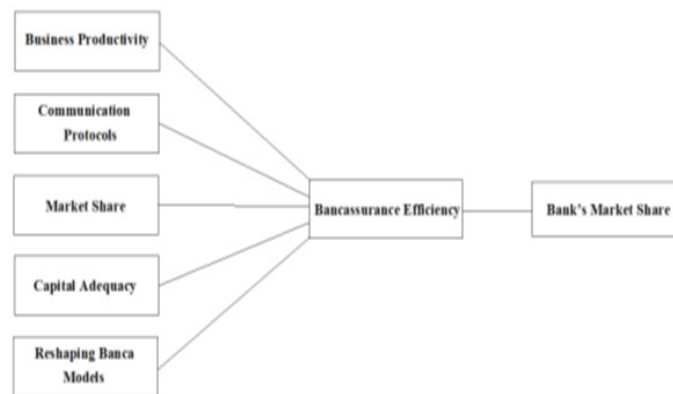 Business Productivity
Communication
Protocols
Market Share
Capital Adequacy
Reshaping Banca
Models
Bancassurance Efficiency
Bank's Market Share